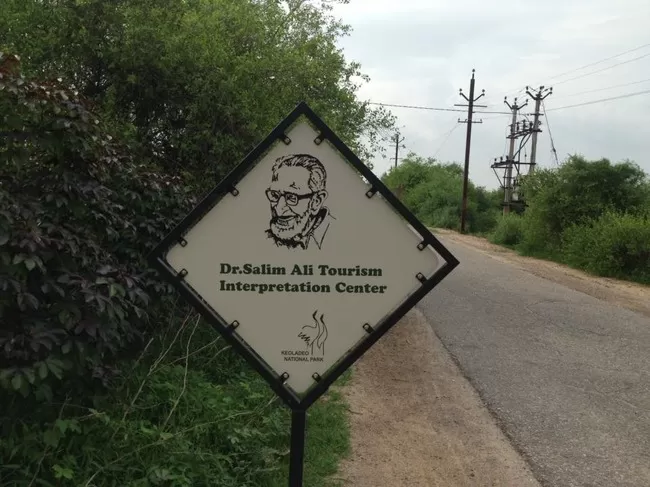 Dr.Salim Ali Tourism
Interpretation Center
KEOLADEO
NATIONAL PARK